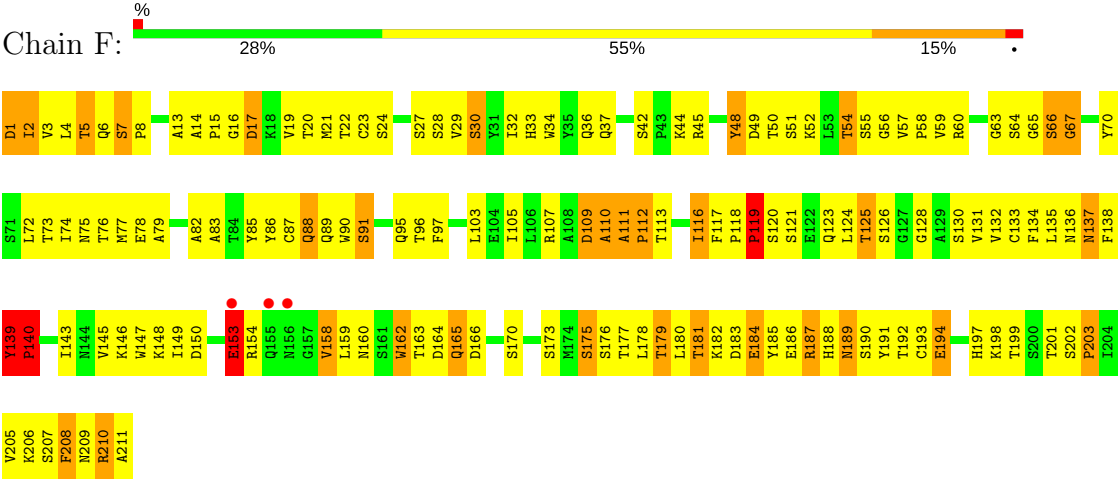 %
Chain F:
28% 55% 15% •
D1 I2 V3 L4 T5 Q6 S7 P8 A13 A14 P15 G16 D17 K18 V19 T20 M21 T22 C23 S24 S27 S28 V29 S30 Y31 I32 H33 W34 Y35 Q36 Q37 S42 P43 K44 R45 Y48 D49 T50 S51 K52 L53 T54 S55 G56 V57 P58 V59 R60 G63 S64 G65 S66 G67 Y70
S71 L72 T73 I74 N75 T76 M77 E78 A79 A82 A83 T84 Y85 Y86 C87 Q88 Q89 W90 S91 Q95 T96 F97 L103 E104 I105 L106 R107 A108 D109 A110 A111 P112 T113 I116 F117 P118 P119 S120 S121 E122 Q123 L124 T125 S126 G127 G128 A129 S130 V131 V132 C133 F134 L135 N136 N137 F138
Y139 P140 I143 N144 V145 K146 W147 K148 I149 D150 E153 R154 Q155 N156 G157 V158 L159 N160 S161 W162 T163 D164 Q165 D166 S170 S173 M174 S175 S176 T177 L178 T179 L180 T181 K182 D183 E184 Y185 E186 R187 H188 N189 S190 Y191 T192 C193 E194 H197 K198 T199 S200 T201 S202 P203 I204
V205 K206 S207 F208 N209 R210 A211